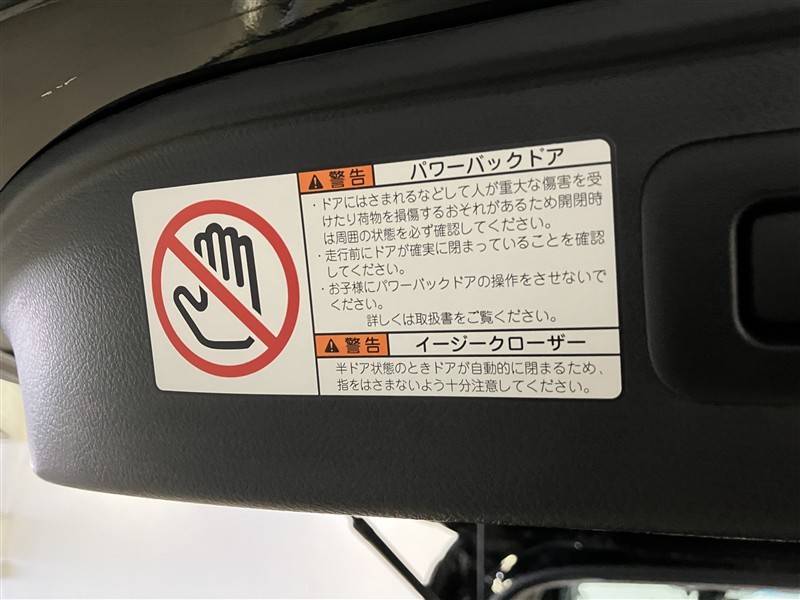 警告 パワーバックドア
・ドアにはさまれるなどして人が重大な傷害を受
けたり荷物を損傷するおそれがあるため開閉時
は周囲の状態を必ず確認してください。
・走行前にドアが確実に閉まっていることを確認
してください。
・お子様にパワーバックドアの操作をさせないで
ください。
詳しくは取扱書をご覧ください。
警告 イージークローザー
半ドア状態のときドアが自動的に閉まるため、
指をはさまないよう十分注意してください。